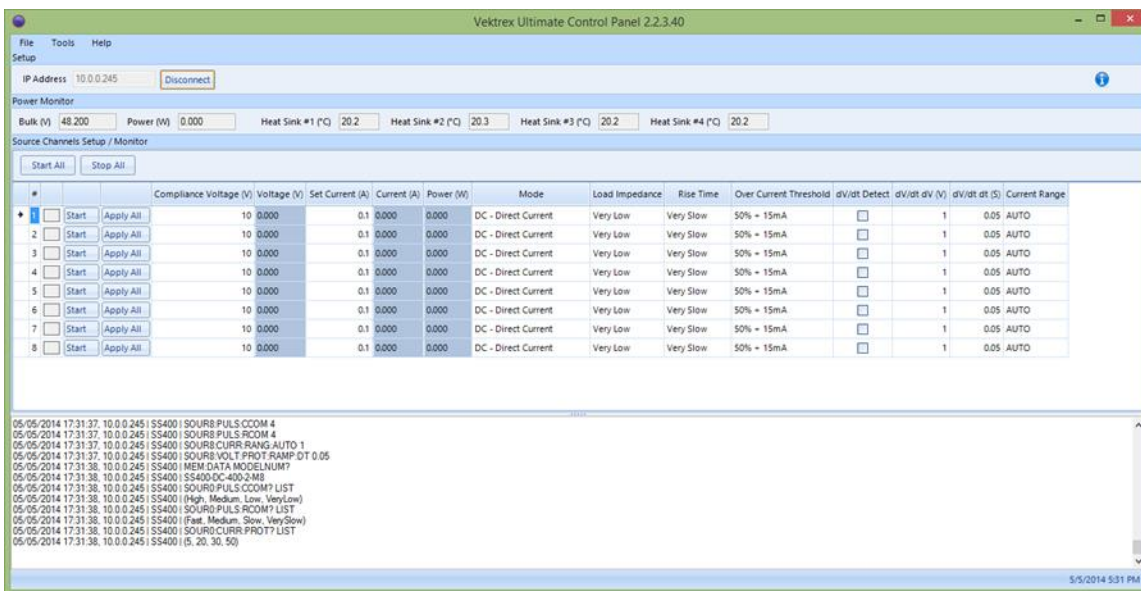 Vektrex Ultimate Control Panel 2.2.3.40
File Tools Help
Setup
IP Address 10.0.0.245 Disconnect
Power Monitor
Bulk (V) 48.200 Power (W) 0.000 Heat Sink #1 (°C) 20.2 Heat Sink #2 (°C) 20.3 Heat Sink #3 (°C) 20.2 Heat Sink #4 (°C) 20.2
Source Channels Setup / Monitor
Start All Stop All
# Compliance Voltage (V) Voltage (V) Set Current (A) Current (A) Power (W) Mode Load Impedance Rise Time Over Current Threshold dV/dt Detect dV/dt dV (V) dV/dt dt (S) Current Range
1 Start Apply All 10 0.000 0.1 0.000 0.000 DC - Direct Current Very Low Very Slow 50% + 15mA 1 0.05 AUTO
2 Start Apply All 10 0.000 0.1 0.000 0.000 DC - Direct Current Very Low Very Slow 50% + 15mA 1 0.05 AUTO
3 Start Apply All 10 0.000 0.1 0.000 0.000 DC - Direct Current Very Low Very Slow 50% + 15mA 1 0.05 AUTO
4 Start Apply All 10 0.000 0.1 0.000 0.000 DC - Direct Current Very Low Very Slow 50% + 15mA 1 0.05 AUTO
5 Start Apply All 10 0.000 0.1 0.000 0.000 DC - Direct Current Very Low Very Slow 50% + 15mA 1 0.05 AUTO
6 Start Apply All 10 0.000 0.1 0.000 0.000 DC - Direct Current Very Low Very Slow 50% + 15mA 1 0.05 AUTO
7 Start Apply All 10 0.000 0.1 0.000 0.000 DC - Direct Current Very Low Very Slow 50% + 15mA 1 0.05 AUTO
8 Start Apply All 10 0.000 0.1 0.000 0.000 DC - Direct Current Very Low Very Slow 50% + 15mA 1 0.05 AUTO
05/05/2014 17:31:37, 10.0.0.245 | SS400 | SOUR8:PULS:CCOM 4
05/05/2014 17:31:37, 10.0.0.245 | SS400 | SOUR8:PULS:RCOM 4
05/05/2014 17:31:37, 10.0.0.245 | SS400 | SOUR8:CURR:RANG:AUTO 1
05/05/2014 17:31:37, 10.0.0.245 | SS400 | SOUR8:VOLT:PROT:RAMP:DT 0.05
05/05/2014 17:31:38, 10.0.0.245 | SS400 | MEM:DATA MODELNUM?
05/05/2014 17:31:38, 10.0.0.245 | SS400 | SS400-DC-400-2-M8
05/05/2014 17:31:38, 10.0.0.245 | SS400 | SOUR0:PULS:CCOM? LIST
05/05/2014 17:31:38, 10.0.0.245 | SS400 | (High, Medium, Low, VeryLow)
05/05/2014 17:31:38, 10.0.0.245 | SS400 | SOUR0:PULS:RCOM? LIST
05/05/2014 17:31:38, 10.0.0.245 | SS400 | (Fast, Medium, Slow, VerySlow)
05/05/2014 17:31:38, 10.0.0.245 | SS400 | SOUR0:CURR:PROT? LIST
05/05/2014 17:31:38, 10.0.0.245 | SS400 | (5, 20, 30, 50)
5/5/2014 5:31 PM